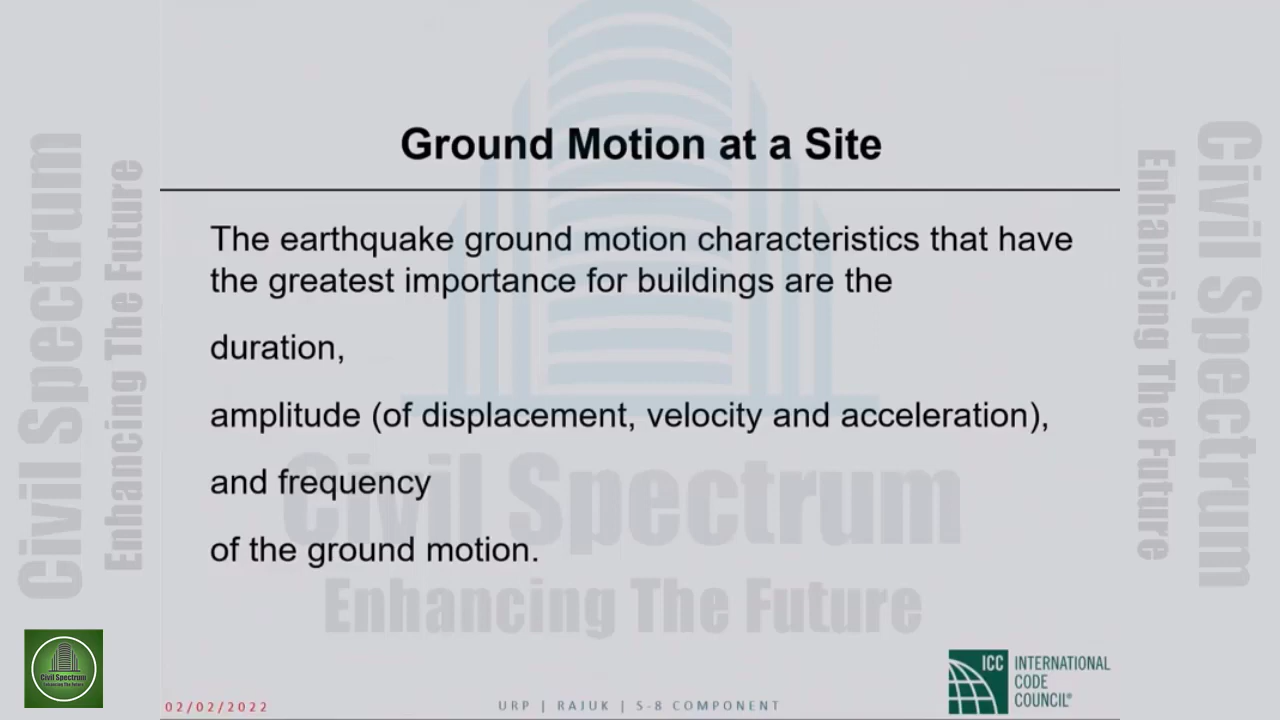 Ground Motion at a Site
The earthquake ground motion characteristics that have
the greatest importance for buildings are the
duration,
amplitude (of displacement, velocity and acceleration),
and frequency
of the ground motion.
Civil Spectrum
Enhancing The Future
Civil Spectrum
Enhancing The Future
Enhancing The Future
Civil Spectrum
Civil Spectrum
Enhancing The Future
02/02/2022
URP | RAJUK | S-8 COMPONENT
ICC INTERNATIONAL
CODE
COUNCIL®